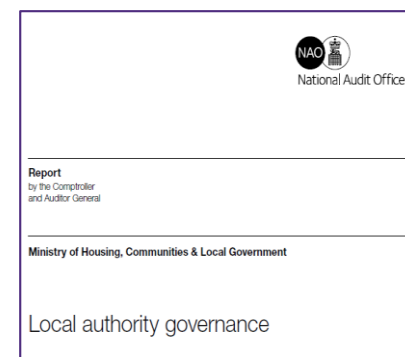 NAO
National Audit Office
Report
by the Comptroller
and Auditor General
Ministry of Housing, Communities & Local Government
Local authority governance